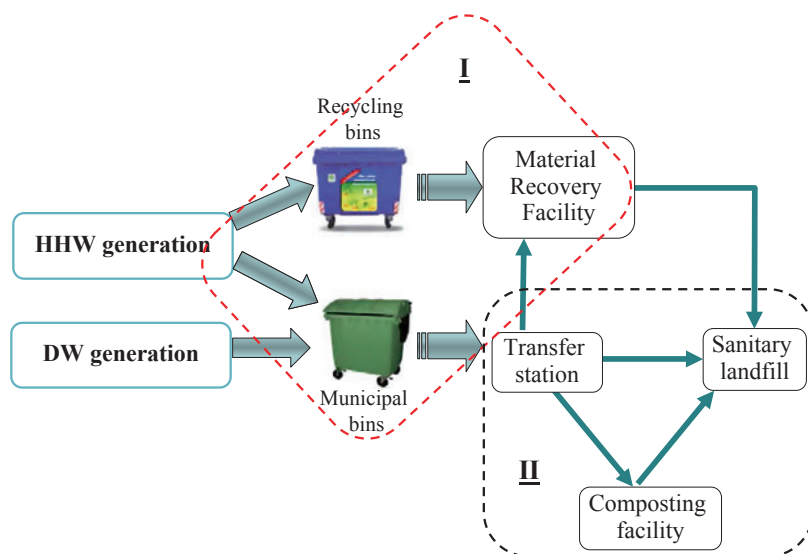 I
Recycling
bins
Material
Recovery
Facility
HHW generation
DW generation
Municipal
bins
Transfer
station
Sanitary
landfill
II
Composting
facility